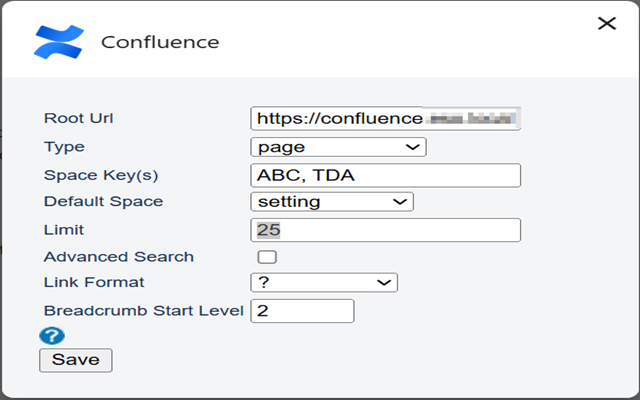 Confluence
Root Url https://confluence
Type page
Space Key(s) ABC, TDA
Default Space setting
Limit 25
Advanced Search
Link Format ?
Breadcrumb Start Level 2
?
Save